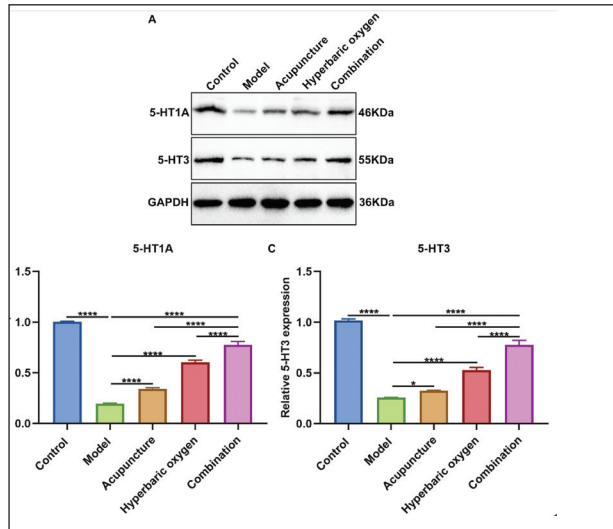 A
Control
Model
Acupuncture
Hyperbaric oxygen
Combination
5-HT1A
46KDa
5-HT3
55KDa
GAPDH
36KDa
5-HT1A
1.5
1.0
0.5
0.0
****
****
****
****
****
****
Control
Model
Acupuncture
Hyperbaric oxygen
Combination
C
5-HT3
Relative 5-HT3 expression
1.5
1.0
0.5
0.0
****
****
****
****
****
*
Control
Model
Acupuncture
Hyperbaric oxygen
Combination